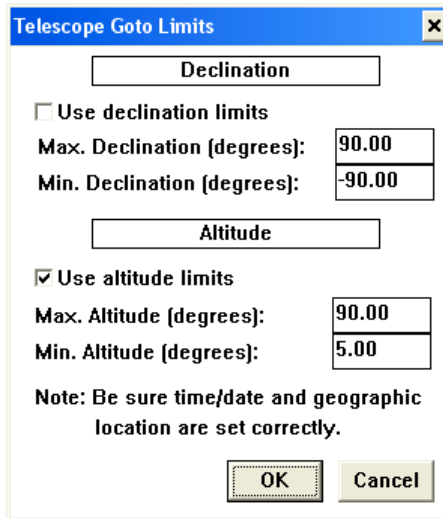 Telescope Goto Limits
Declination
Use declination limits
Max. Declination (degrees): 90.00
Min. Declination (degrees): -90.00
Altitude
Use altitude limits
Max. Altitude (degrees): 90.00
Min. Altitude (degrees): 5.00
Note: Be sure time/date and geographic
location are set correctly.
OK Cancel